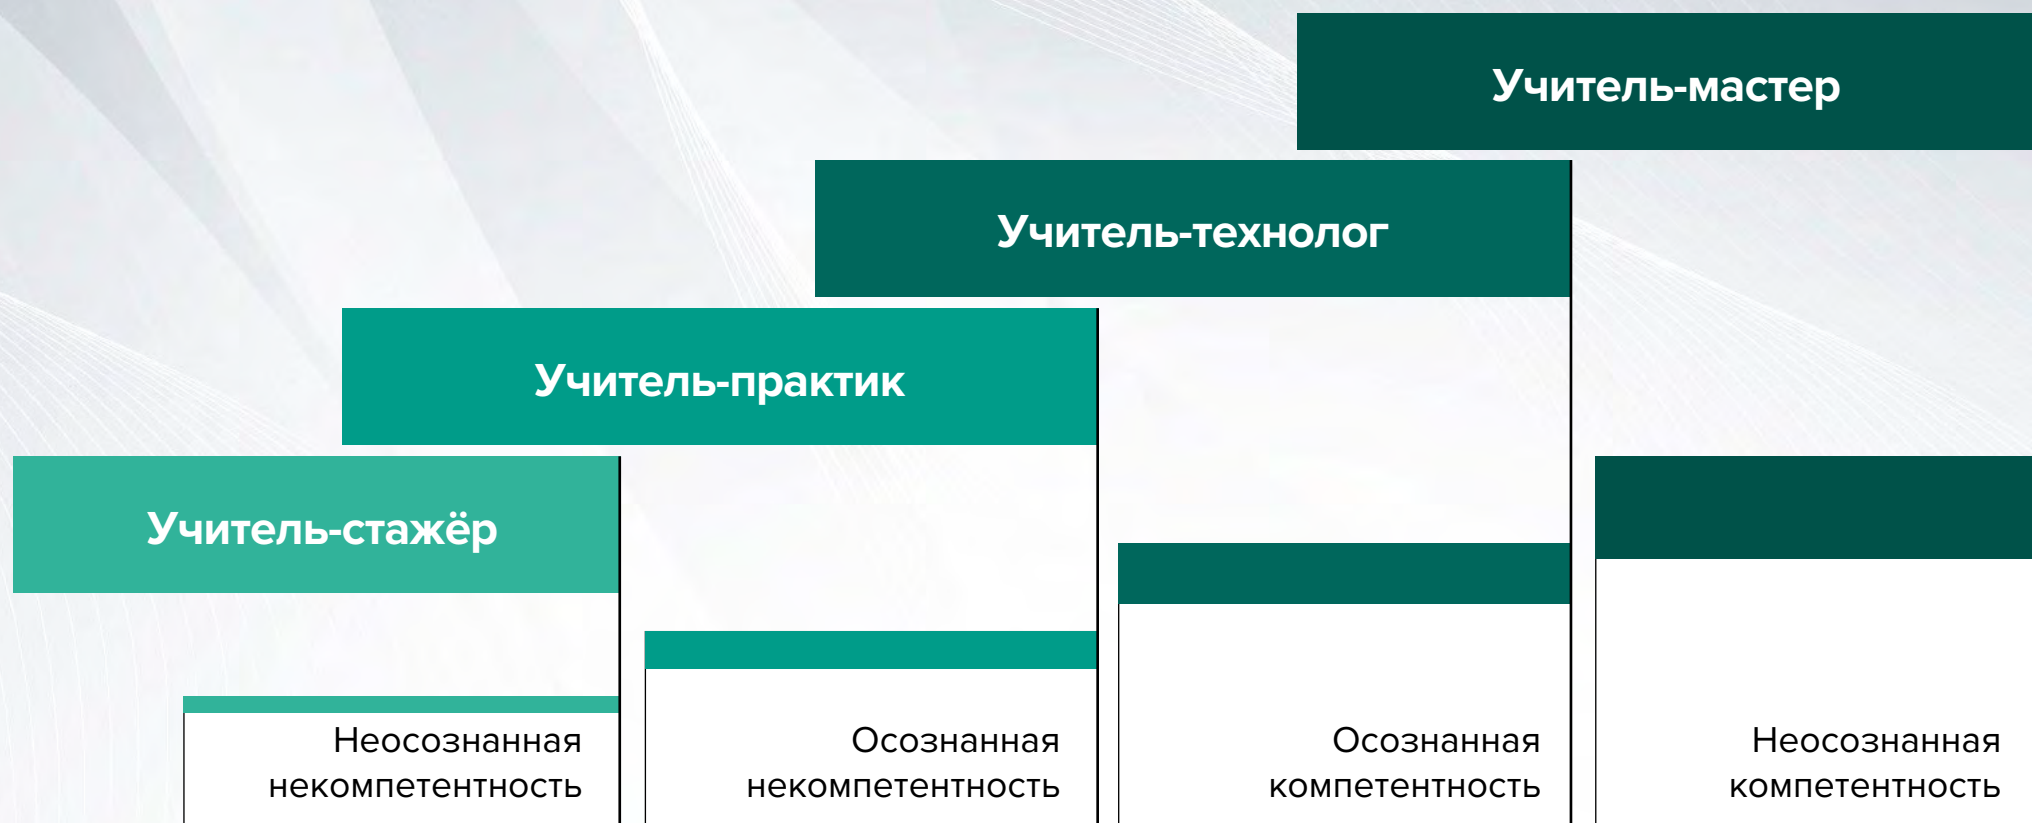 Учитель-мастер
Учитель-технолог
Учитель-практик
Учитель-стажёр
Неосознанная
некомпетентность
Осознанная
некомпетентность
Осознанная
компетентность
Неосознанная
компетентность